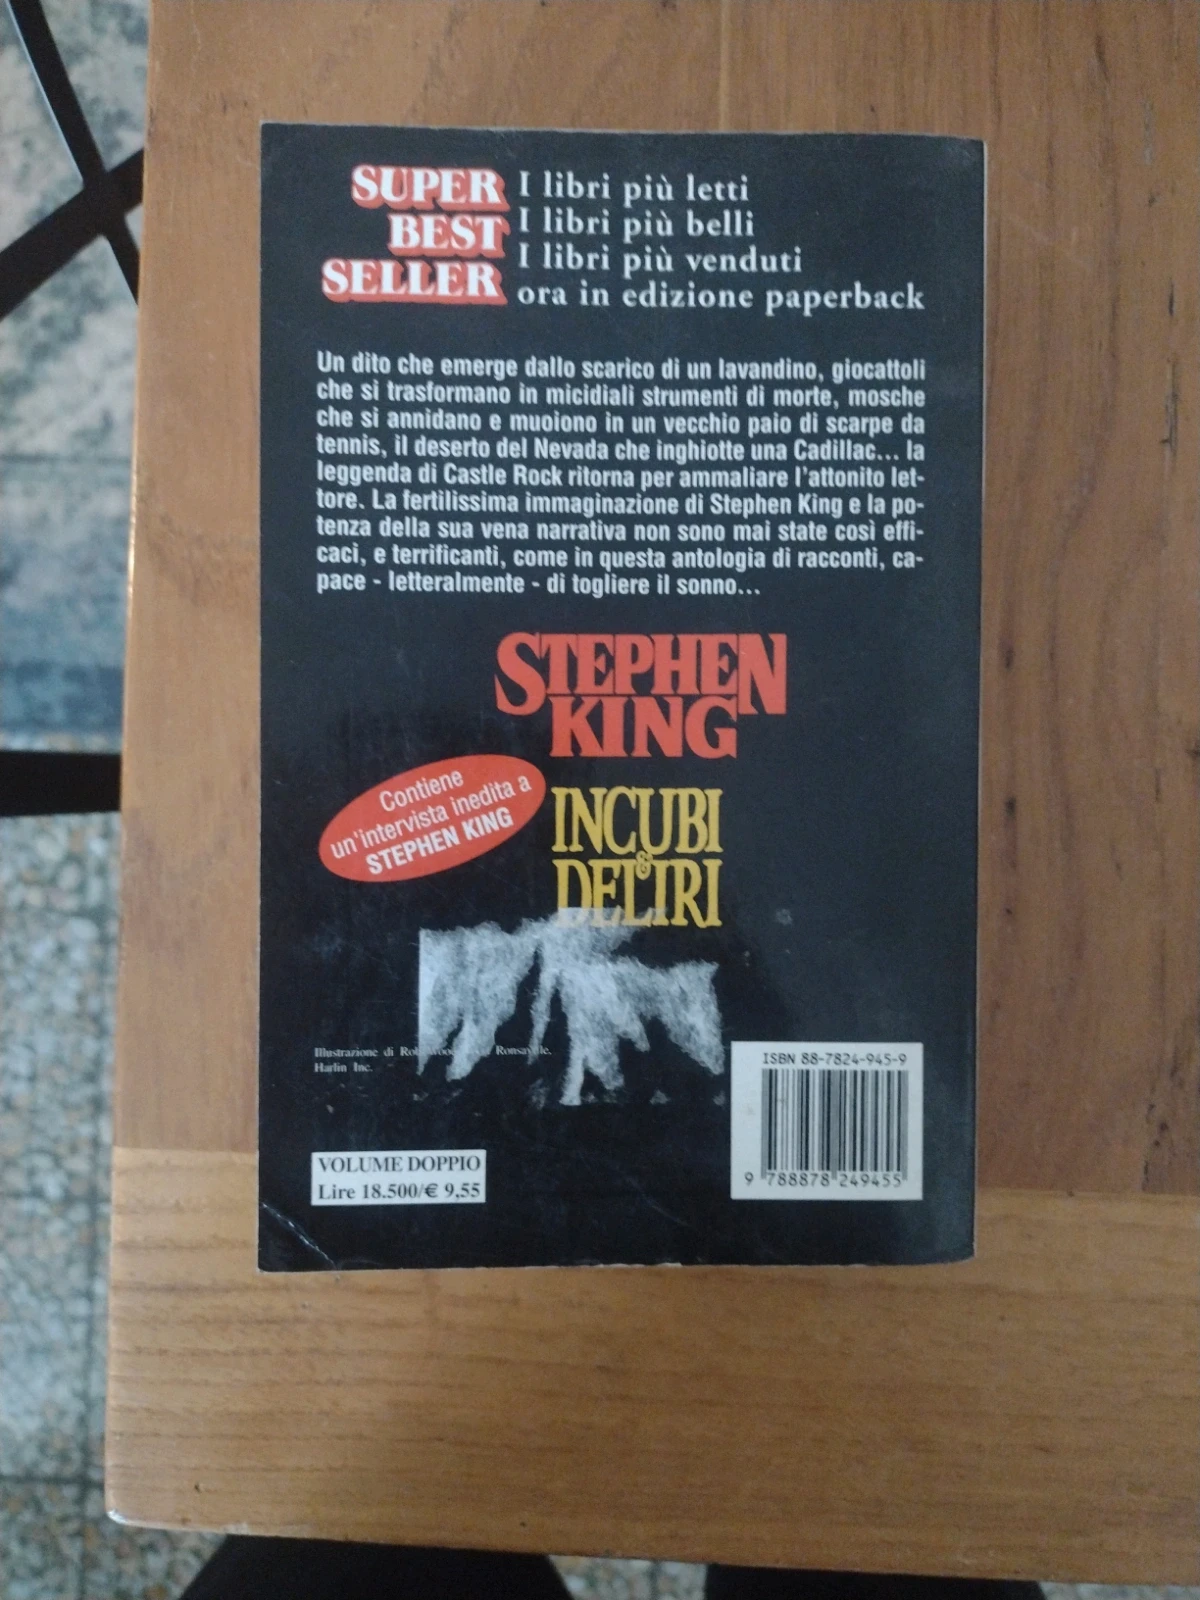 SUPER
BEST
SELLER
I libri più letti
I libri più belli
I libri più venduti
ora in edizione paperback
Un dito che emerge dallo scarico di un lavandino, giocattoli
che si trasformano in micidiali strumenti di morte, mosche
che si annidano e muoiono in un vecchio paio di scarpe da
tennis, il deserto del Nevada che inghiotte una Cadillac... la
leggenda di Castle Rock ritorna per ammaliare l'attonito let-
tore. La fertilissima immaginazione di Stephen King e la po-
tenza della sua vena narrativa non sono mai state così effi-
caci, e terrificanti, come in questa antologia di racconti, ca-
pace - letteralmente - di togliere il sonno...
STEPHEN
KING
Contiene
un'intervista inedita a
STEPHEN KING
INCUBI
&
DELIRI
Illustrazione di Ronsaville,
Harlin Inc.
ISBN 88-7824-945-9
9 788878 249455
VOLUME DOPPIO
Lire 18.500/€ 9,55